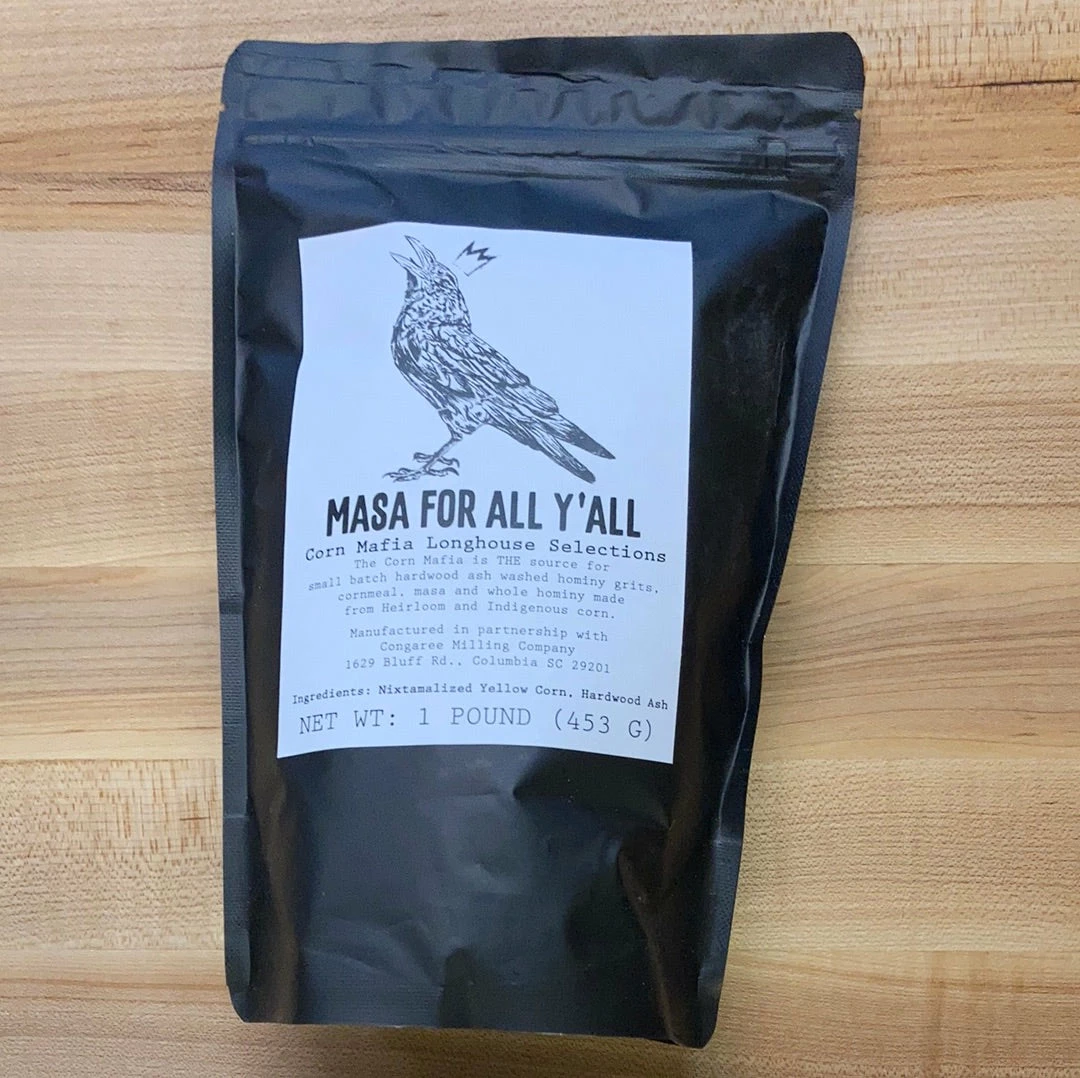 MASA FOR ALL Y'ALL
Corn Mafia Longhouse Selections
The Corn Mafia is THE source for
small batch hardwood ash washed hominy grits,
cornmeal, masa and whole hominy made
from Heirloom and Indigenous corn.
Manufactured in partnership with
Congaree Milling Company
1629 Bluff Rd., Columbia SC 29201
Ingredients: Nixtamalized Yellow Corn, Hardwood Ash
NET WT: 1 POUND (453 G)